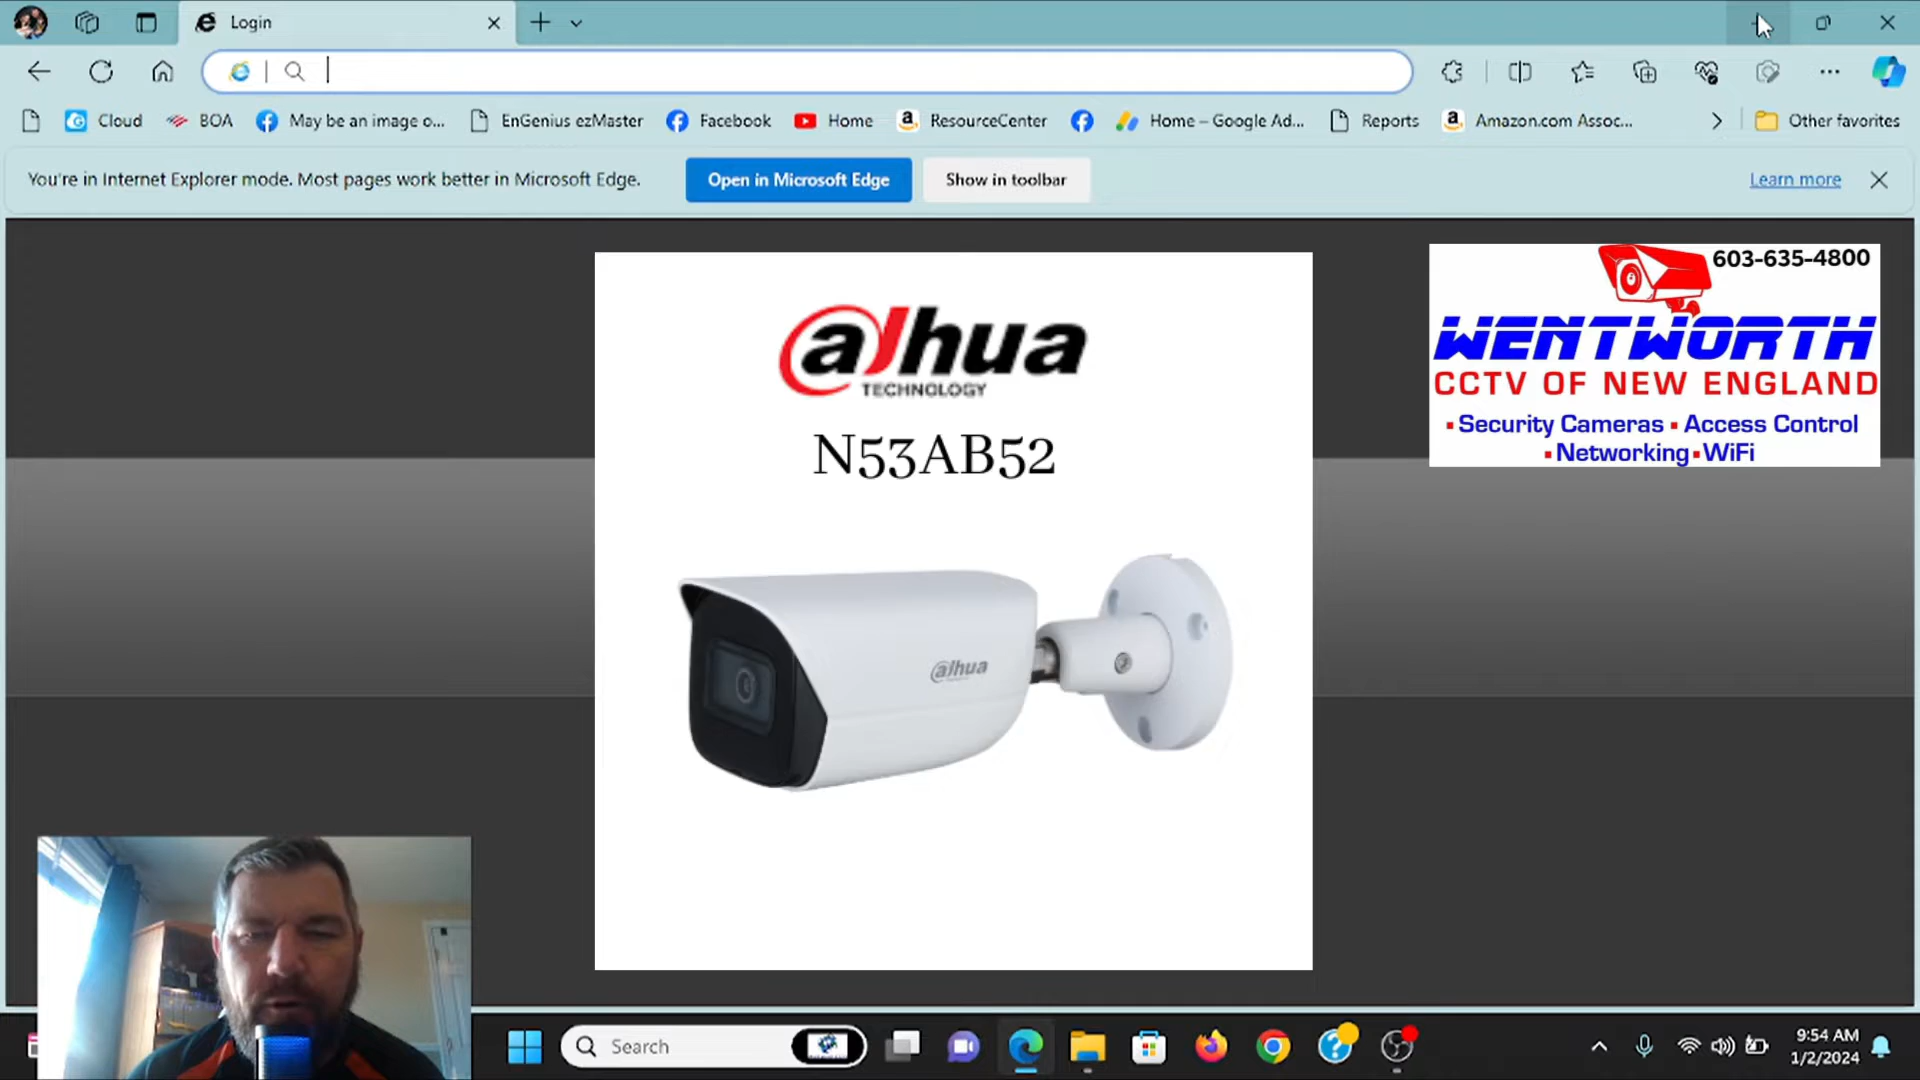 Login
Cloud
BOA
May be an image o...
EnGenius ezMaster
Facebook
Home
ResourceCenter
Home – Google Ad...
Reports
Amazon.com Assoc...
Other favorites
You're in Internet Explorer mode. Most pages work better in Microsoft Edge.
Open in Microsoft Edge
Show in toolbar
Learn more
603-635-4800
WENTWORTH
CCTV OF NEW ENGLAND
▪Security Cameras ▪ Access Control
▪Networking ▪WiFi
alhua
TECHNOLOGY
N53AB52
alhua
Search
9:54 AM
1/2/2024